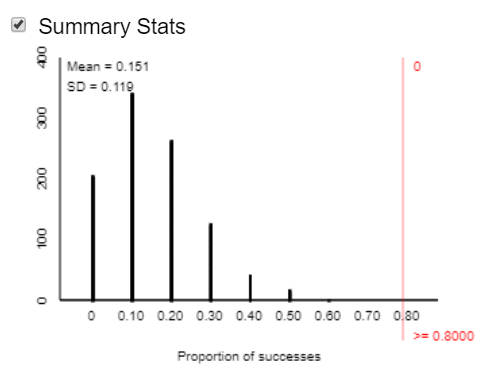 Summary Stats
Mean = 0.151
SD = 0.119
0
400
300
200
100
0
0 0.10 0.20 0.30 0.40 0.50 0.60 0.70 0.80
>= 0.8000
Proportion of successes